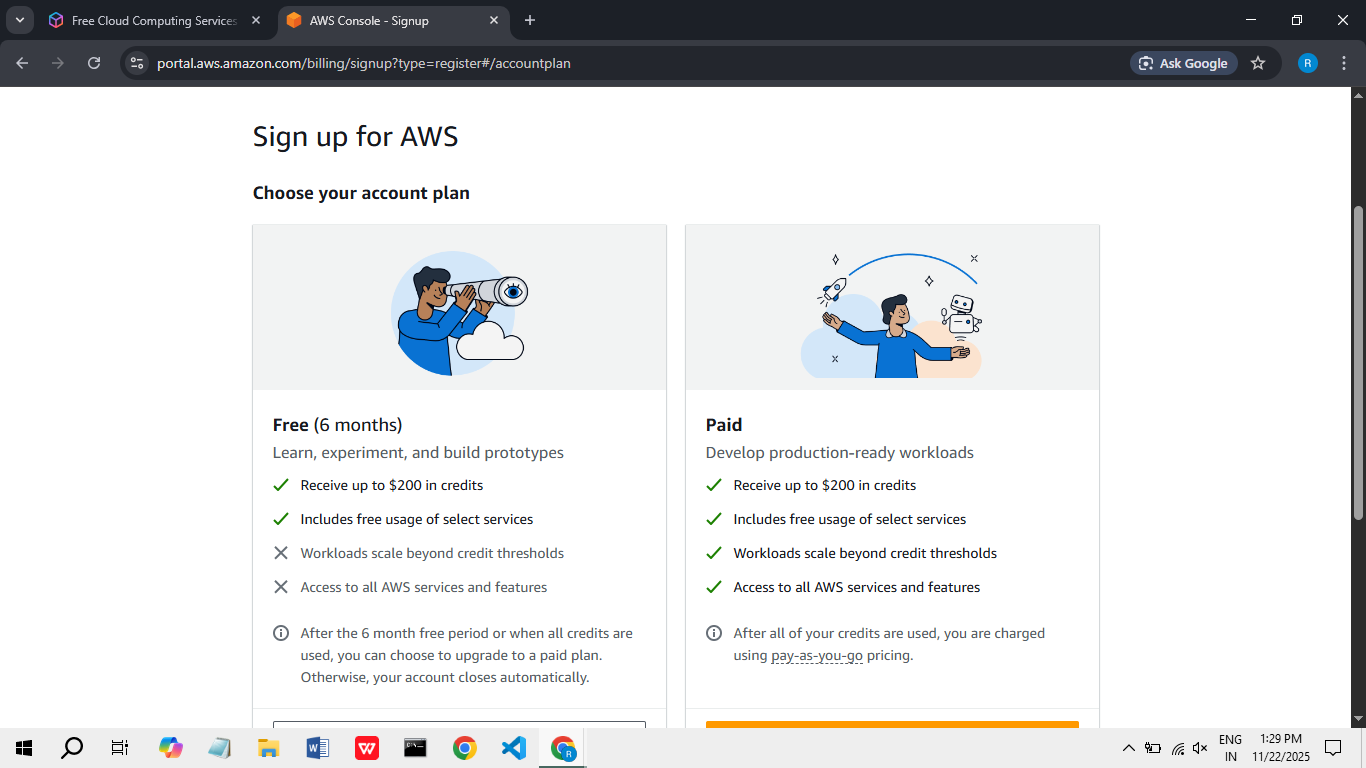 Free Cloud Computing Services
AWS Console - Signup
portal.aws.amazon.com/billing/signup?type=register#/accountplan
Ask Google
R
Sign up for AWS
Choose your account plan
Free (6 months)
Learn, experiment, and build prototypes
Receive up to $200 in credits
Includes free usage of select services
Workloads scale beyond credit thresholds
Access to all AWS services and features
After the 6 month free period or when all credits are
used, you can choose to upgrade to a paid plan.
Otherwise, your account closes automatically.
Paid
Develop production-ready workloads
Receive up to $200 in credits
Includes free usage of select services
Workloads scale beyond credit thresholds
Access to all AWS services and features
After all of your credits are used, you are charged
using pay-as-you-go pricing.
W
W
C:\
R
ENG
IN
1:29 PM
11/22/2025